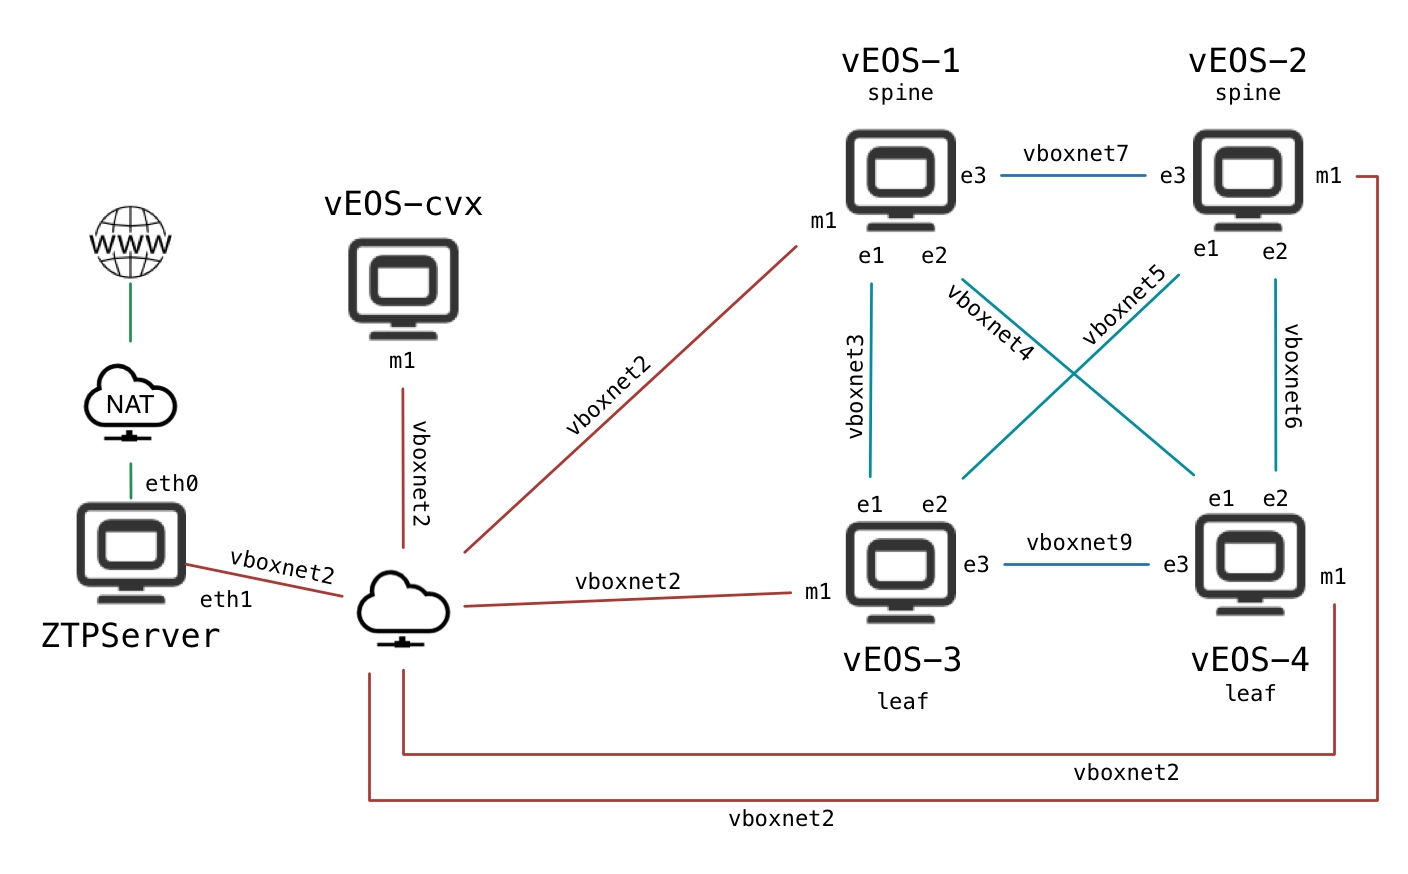 vEOS-1
spine
vEOS-2
spine
vboxnet7
e3
e3
m1
vEOS-cvx
m1
e1
e2
e1
e2
WWW
vboxnet4
vboxnet5
vboxnet3
vboxnet6
m1
vboxnet2
vboxnet2
NAT
eth0
e1
e2
e1
e2
vboxnet2
eth1
vboxnet2
m1
e3
vboxnet9
e3
m1
ZTPServer
vEOS-3
leaf
vEOS-4
leaf
vboxnet2
vboxnet2